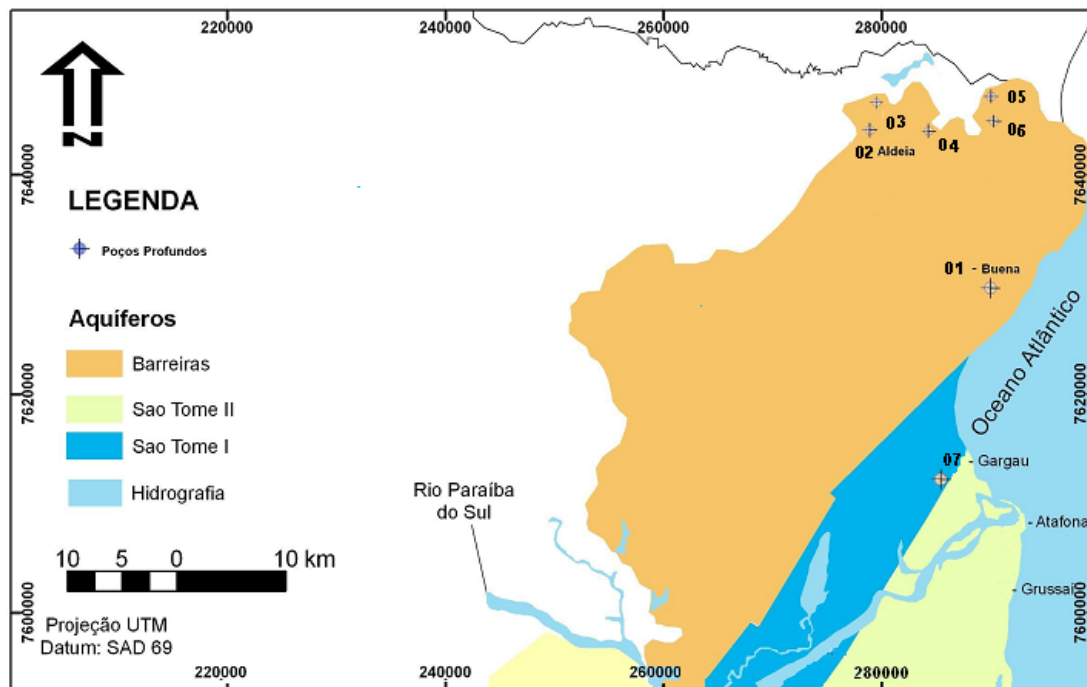 220000
240000
260000
280000
N
LEGENDA
Poços Profundos
Aquíferos
Barreiras
Sao Tome II
Sao Tome I
Hidrografia
10 5 0 10 km
Projeção UTM
Datum: SAD 69
7640000
7620000
7600000
Rio Paraíba
do Sul
05
03
06
04
02 Aldeia
01 - Buena
Oceano Atlântico
07 - Gargau
- Atafona
- Grussai
7640000
7620000
7600000
220000
240000
260000
280000